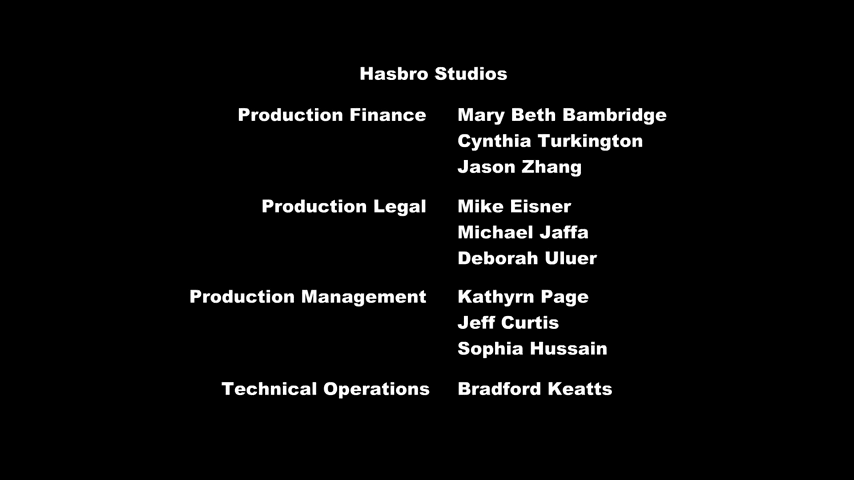 Hasbro Studios
Production Finance Mary Beth Bambridge
Cynthia Turkington
Jason Zhang
Production Legal Mike Eisner
Michael Jaffa
Deborah Uluer
Production Management Kathyrn Page
Jeff Curtis
Sophia Hussain
Technical Operations Bradford Keatts